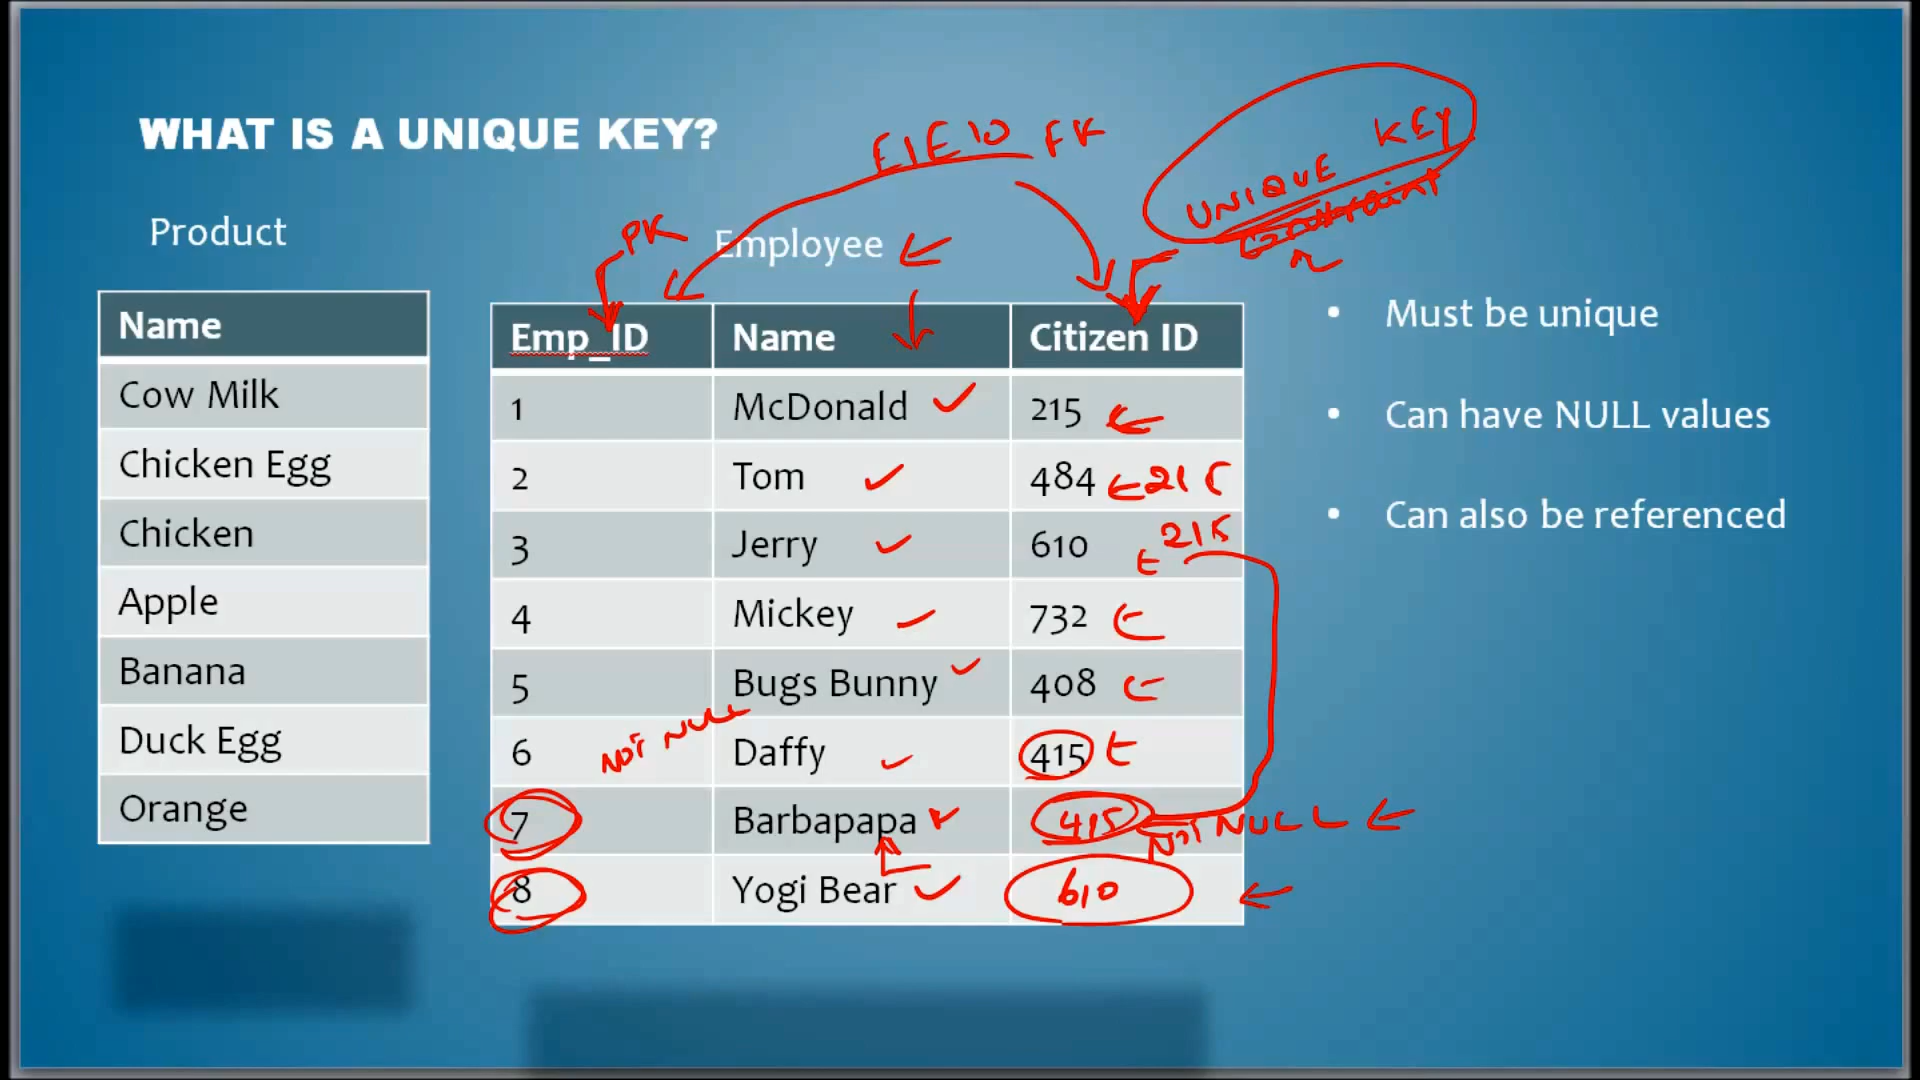 WHAT IS A UNIQUE KEY?
FK
UNIQUE KEY
PK
Product
Employee
Name
Cow Milk
Chicken Egg
Chicken
Apple
Banana
Duck Egg
Orange
Emp_ID Name Citizen ID
1 McDonald 215
2 Tom 484 215
3 Jerry 610 215
4 Mickey 732
5 Bugs Bunny 408
NOT NULL
6 Daffy 415
7 Barbapapa 415
NOT NULL
8 Yogi Bear 610
• Must be unique
• Can have NULL values
• Can also be referenced